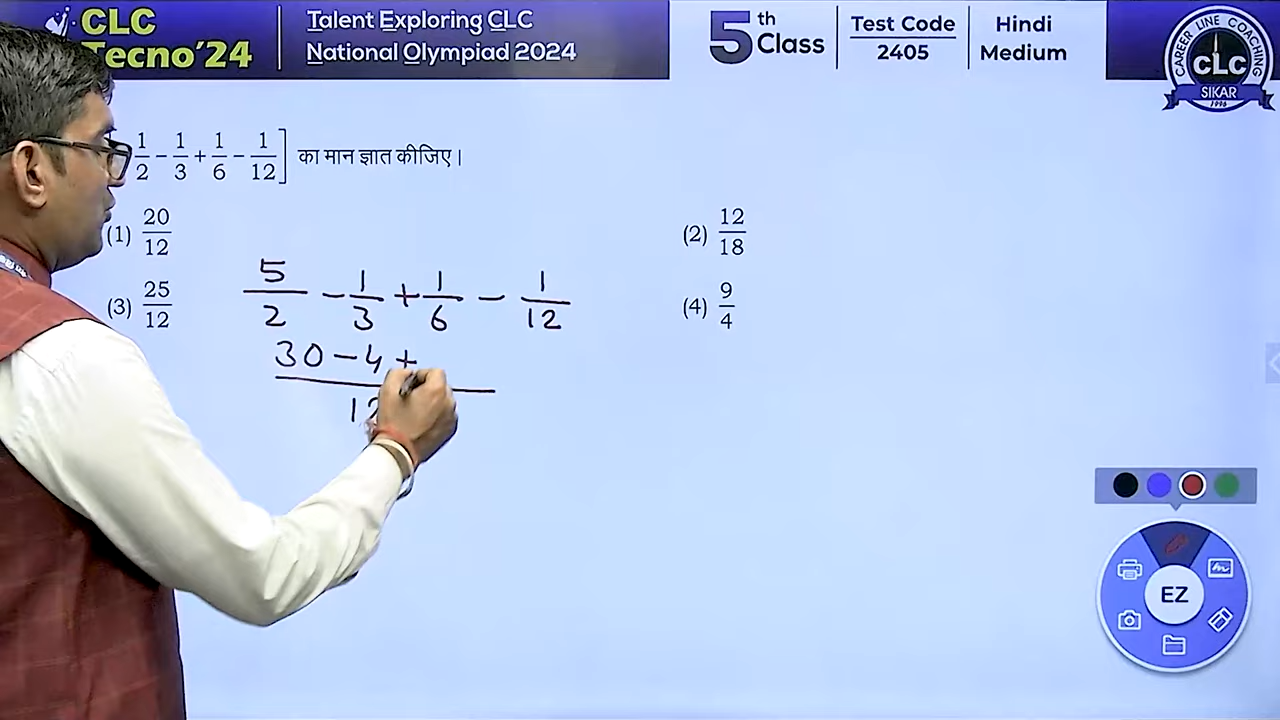 CLC
Tecno'24
Talent Exploring CLC
National Olympiad 2024
5th Class
Test Code
2405
Hindi
Medium
CAREER LINE COACHING
CLC
SIKAR
1996
1/2 - 1/3 + 1/6 - 1/12] का मान ज्ञात कीजिए।
(1) 20/12
(2) 12/18
(3) 25/12
(4) 9/4
5/2 - 1/3 + 1/6 - 1/12
30 - 4 +
12
EZ